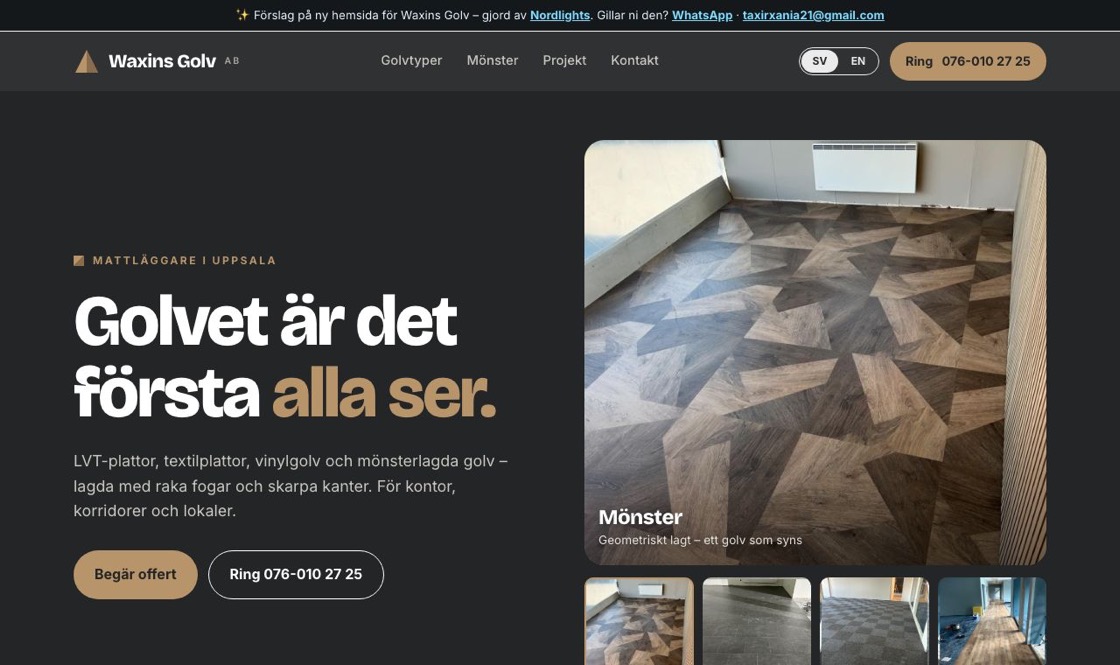 ✨ Förslag på ny hemsida för Waxins Golv – gjord av Nordlights. Gillar ni den? WhatsApp · taxirxania21@gmail.com
Waxins Golv AB
Golvtyper Mönster Projekt Kontakt
SV EN
Ring 076-010 27 25
MATTLÄGGARE I UPPSALA
Golvet är det
första alla ser.
LVT-plattor, textilplattor, vinylgolv och mönsterlagda golv –
lagda med raka fogar och skarpa kanter. För kontor,
korridorer och lokaler.
Begär offert
Ring 076-010 27 25
Mönster
Geometriskt lagt – ett golv som syns